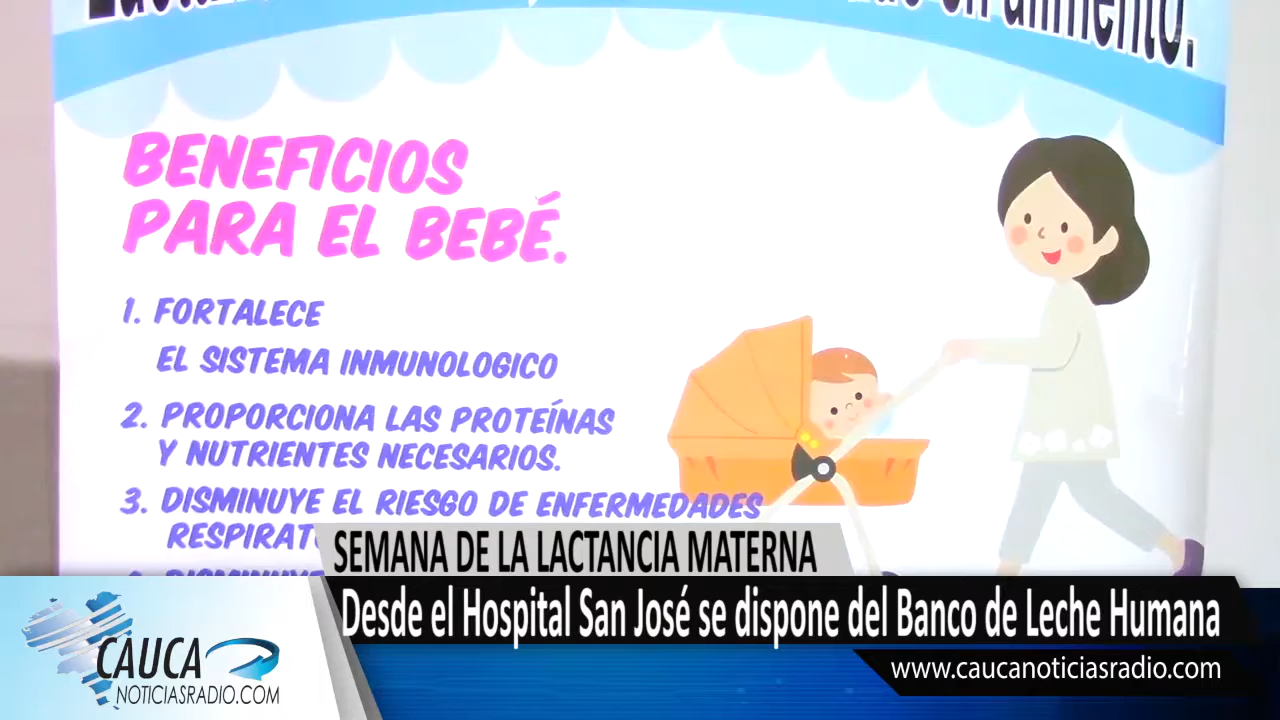 alimento.
BENEFICIOS
PARA EL BEBÉ.
1. FORTALECE
EL SISTEMA INMUNOLOGICO
2. PROPORCIONA LAS PROTEÍNAS
Y NUTRIENTES NECESARIOS.
3. DISMINUYE EL RIESGO DE ENFERMEDADES
SEMANA DE LA LACTANCIA MATERNA
Desde el Hospital San José se dispone del Banco de Leche Humana
www.caucanoticiasradio.com
CAUCA
NOTICIASRADIO.COM